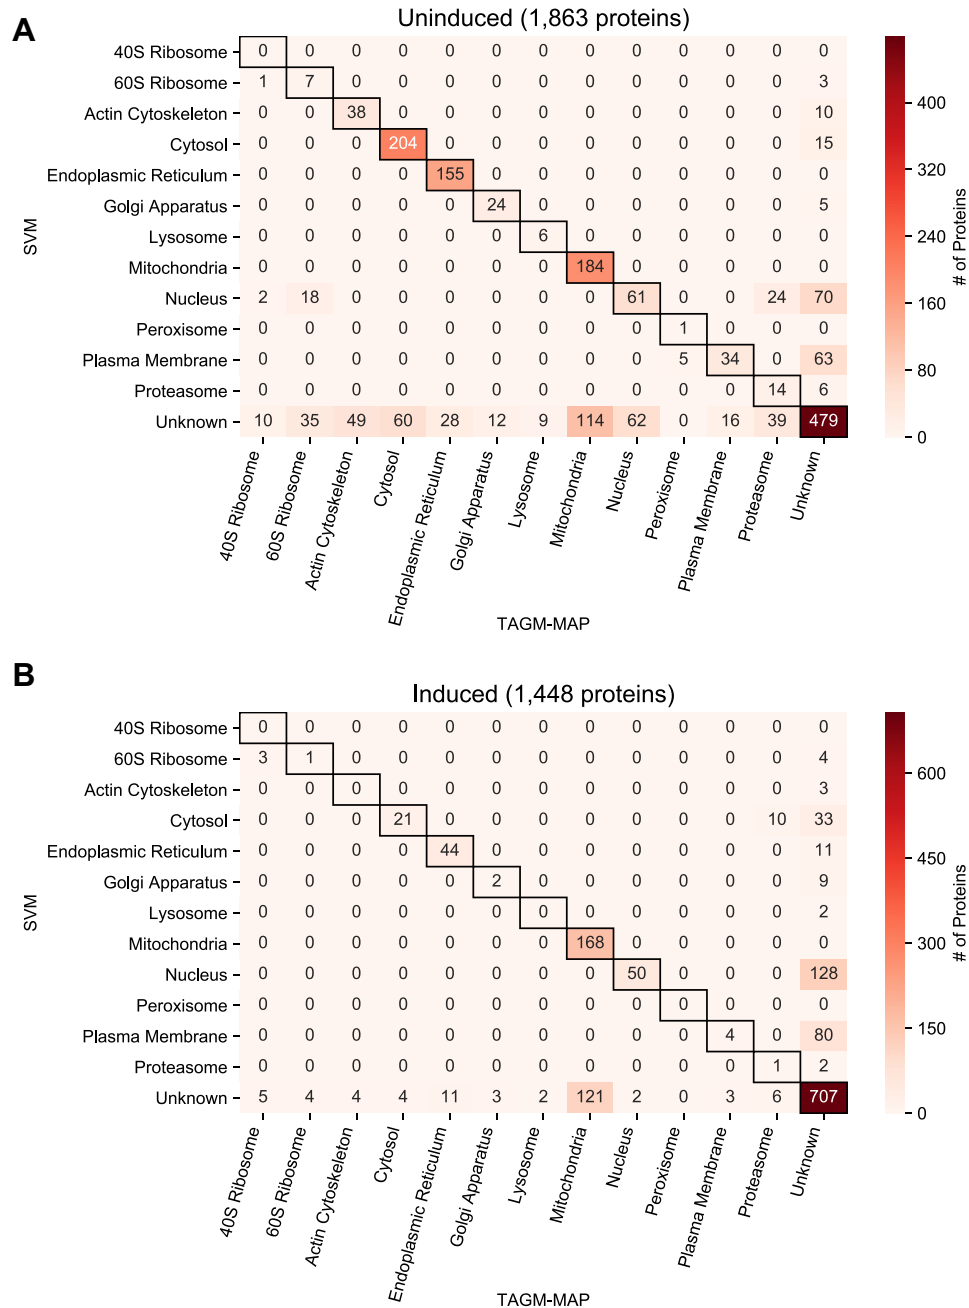 A
Uninduced (1,863 proteins)
40S Ribosome 0 0 0 0 0 0 0 0 0 0 0 0 0
60S Ribosome 1 7 0 0 0 0 0 0 0 0 0 0 3
Actin Cytoskeleton 0 0 38 0 0 0 0 0 0 0 0 0 10
Cytosol 0 0 0 204 0 0 0 0 0 0 0 0 15
Endoplasmic Reticulum 0 0 0 0 155 0 0 0 0 0 0 0 0
Golgi Apparatus 0 0 0 0 0 24 0 0 0 0 0 0 5
Lysosome 0 0 0 0 0 0 6 0 0 0 0 0 0
Mitochondria 0 0 0 0 0 0 0 184 0 0 0 0 0
Nucleus 2 18 0 0 0 0 0 0 61 0 0 24 70
Peroxisome 0 0 0 0 0 0 0 0 0 1 0 0 0
Plasma Membrane 0 0 0 0 0 0 0 0 0 5 34 0 63
Proteasome 0 0 0 0 0 0 0 0 0 0 0 14 6
Unknown 10 35 49 60 28 12 9 114 62 0 16 39 479
SVM
40S Ribosome
60S Ribosome
Actin Cytoskeleton
Cytosol
Endoplasmic Reticulum
Golgi Apparatus
Lysosome
Mitochondria
Nucleus
Peroxisome
Plasma Membrane
Proteasome
Unknown
TAGM-MAP
400
320
240
160
80
0
# of Proteins
B
Induced (1,448 proteins)
40S Ribosome 0 0 0 0 0 0 0 0 0 0 0 0 0
60S Ribosome 3 1 0 0 0 0 0 0 0 0 0 0 4
Actin Cytoskeleton 0 0 0 0 0 0 0 0 0 0 0 0 3
Cytosol 0 0 0 21 0 0 0 0 0 0 0 10 33
Endoplasmic Reticulum 0 0 0 0 44 0 0 0 0 0 0 0 11
Golgi Apparatus 0 0 0 0 0 2 0 0 0 0 0 0 9
Lysosome 0 0 0 0 0 0 0 0 0 0 0 0 2
Mitochondria 0 0 0 0 0 0 0 168 0 0 0 0 0
Nucleus 0 0 0 0 0 0 0 0 50 0 0 0 128
Peroxisome 0 0 0 0 0 0 0 0 0 0 0 0 0
Plasma Membrane 0 0 0 0 0 0 0 0 0 0 4 0 80
Proteasome 0 0 0 0 0 0 0 0 0 0 0 1 2
Unknown 5 4 4 4 11 3 2 121 2 0 3 6 707
SVM
40S Ribosome
60S Ribosome
Actin Cytoskeleton
Cytosol
Endoplasmic Reticulum
Golgi Apparatus
Lysosome
Mitochondria
Nucleus
Peroxisome
Plasma Membrane
Proteasome
Unknown
TAGM-MAP
600
450
300
150
0
# of Proteins